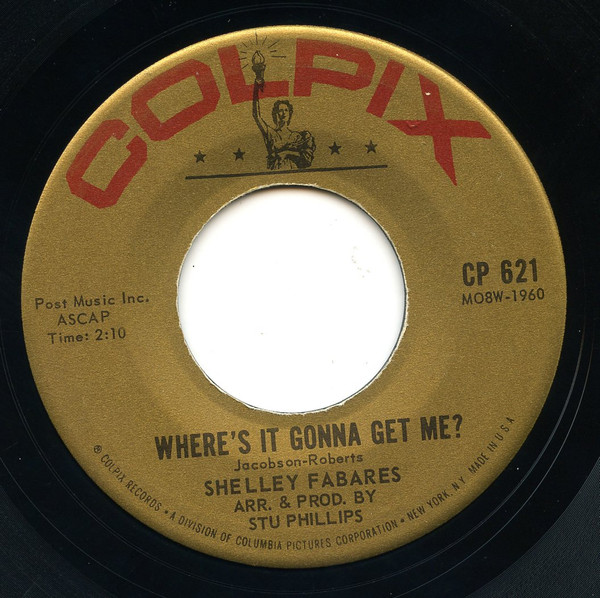 COLPIX
CP 621
MO8W-1960
Post Music Inc.
ASCAP
Time: 2:10
WHERE'S IT GONNA GET ME?
Jacobson-Roberts
SHELLEY FABARES
ARR. & PROD. BY
STU PHILLIPS
℗ COLPIX RECORDS • A DIVISION OF COLUMBIA PICTURES CORPORATION • NEW YORK, N.Y. MADE IN U.S.A